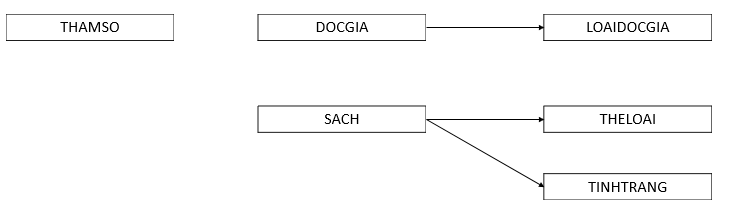 THAMSO
DOCGIA
LOAIDOCGIA
SACH
THELOAI
TINHTRANG